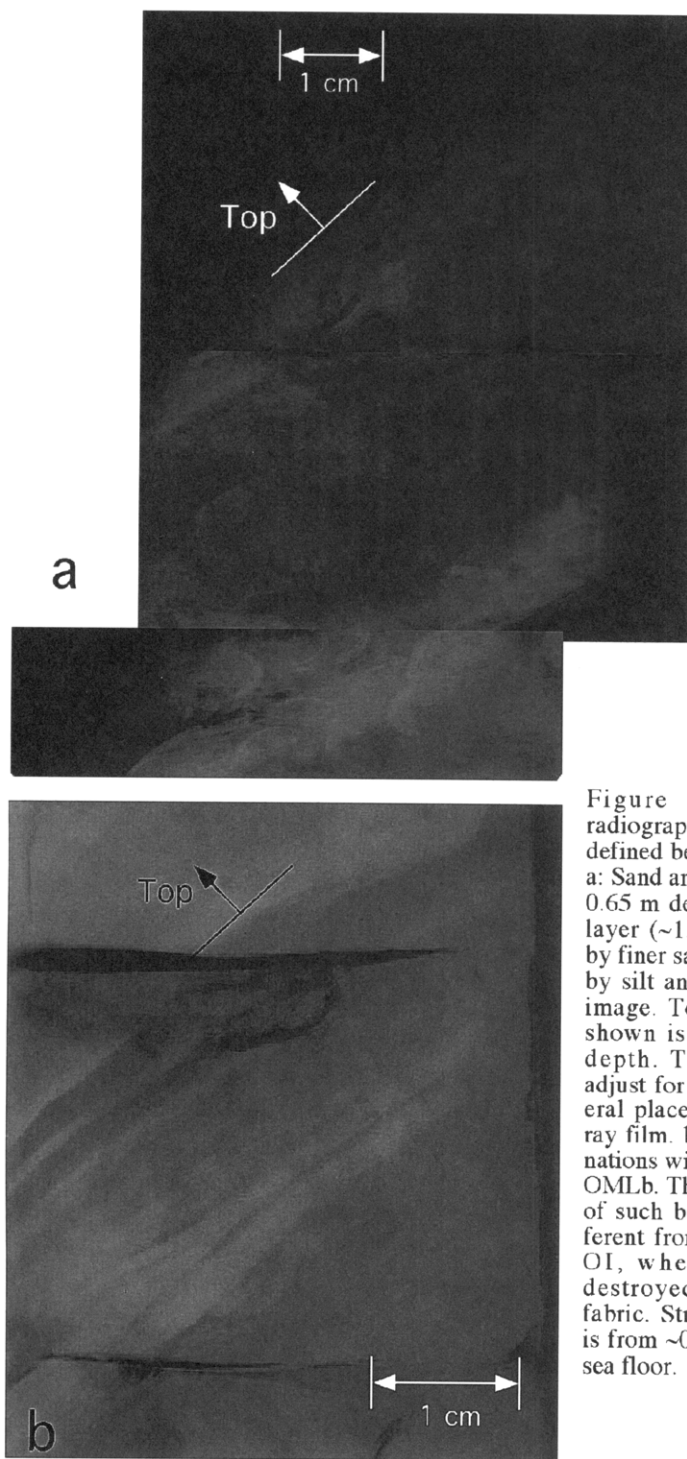 1 cm
Top
a
Top
1 cm
b
Figure
radiograp
defined be
a: Sand ar
0.65 m de
layer (~1
by finer sa
by silt an
image. To
shown is
depth. T
adjust for
eral place
ray film. b
nations wi
OMLb. Th
of such b
ferent fron
OI, whe
destroyed
fabric. Str
is from ~0
sea floor.